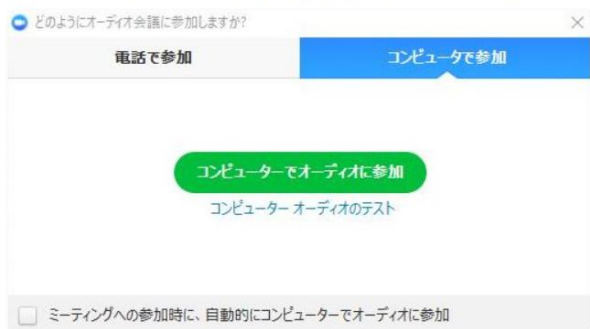 どのようにオーディオ会議に参加しますか?
電話で参加
コンピュータで参加
コンピューターでオーディオに参加
コンピューター オーディオのテスト
ミーティングへの参加時に、自動的にコンピューターでオーディオに参加